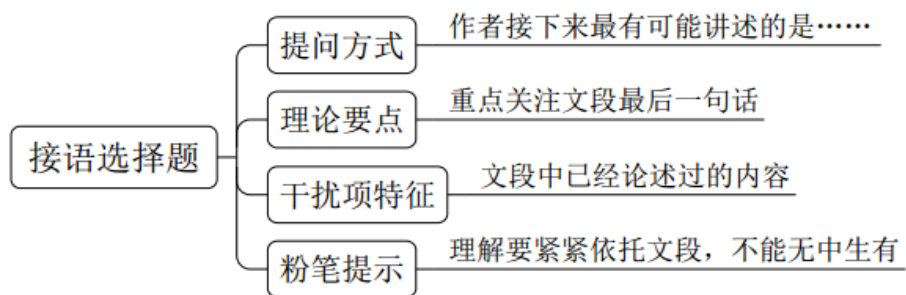 接语选择题
提问方式
作者接下来最有可能讲述的是……
理论要点
重点关注文段最后一句话
干扰项特征
文段中已经论述过的内容
粉笔提示
理解要紧紧依托文段，不能无中生有